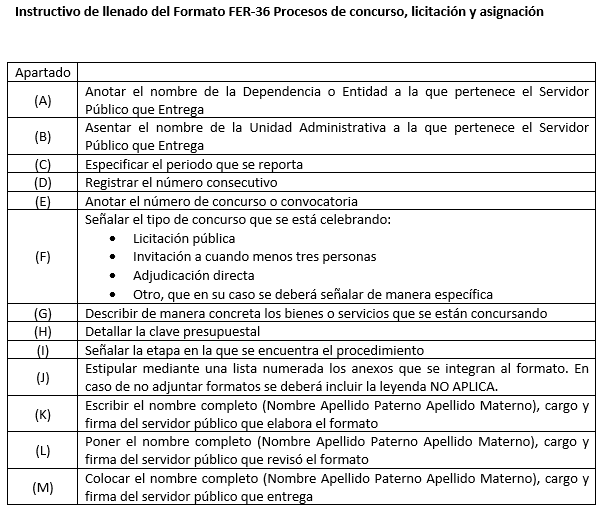 Instructivo de llenado del Formato FER-36 Procesos de concurso, licitación y asignación
Apartado
(A) Anotar el nombre de la Dependencia o Entidad a la que pertenece el Servidor
Público que Entrega
(B) Asentar el nombre de la Unidad Administrativa a la que pertenece el Servidor
Público que Entrega
(C) Especificar el periodo que se reporta
(D) Registrar el número consecutivo
(E) Anotar el número de concurso o convocatoria
(F) Señalar el tipo de concurso que se está celebrando:
• Licitación pública
• Invitación a cuando menos tres personas
• Adjudicación directa
• Otro, que en su caso se deberá señalar de manera específica
(G) Describir de manera concreta los bienes o servicios que se están concursando
(H) Detallar la clave presupuestal
(I) Señalar la etapa en la que se encuentra el procedimiento
(J) Estipular mediante una lista numerada los anexos que se integran al formato. En
caso de no adjuntar formatos se deberá incluir la leyenda NO APLICA.
(K) Escribir el nombre completo (Nombre Apellido Paterno Apellido Materno), cargo y
firma del servidor público que elabora el formato
(L) Poner el nombre completo (Nombre Apellido Paterno Apellido Materno), cargo y
firma del servidor público que revisó el formato
(M) Colocar el nombre completo (Nombre Apellido Paterno Apellido Materno), cargo y
firma del servidor público que entrega